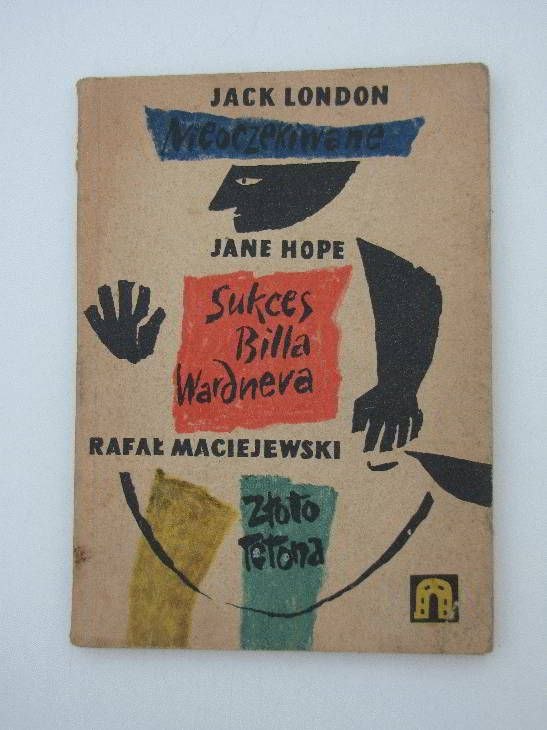 JACK LONDON
Nieoczekiwane
JANE HOPE
Sukces
Billa
Wardnera
RAFAŁ MACIEJEWSKI
Złoto
Tetona